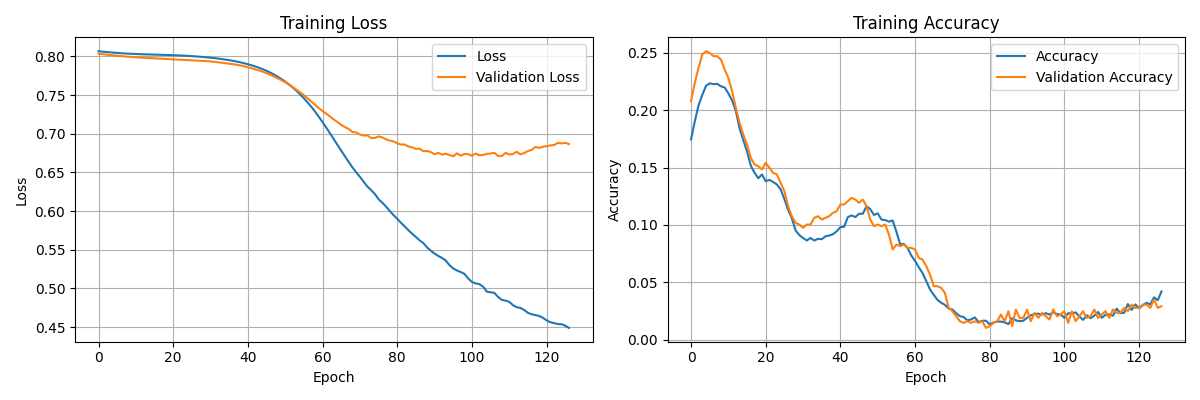 Training Loss
Loss
Validation Loss
0.80
0.75
0.70
0.65
0.60
0.55
0.50
0.45
Loss
0 20 40 60 80 100 120
Epoch
Training Accuracy
Accuracy
Validation Accuracy
0.25
0.20
0.15
0.10
0.05
0.00
Accuracy
0 20 40 60 80 100 120
Epoch